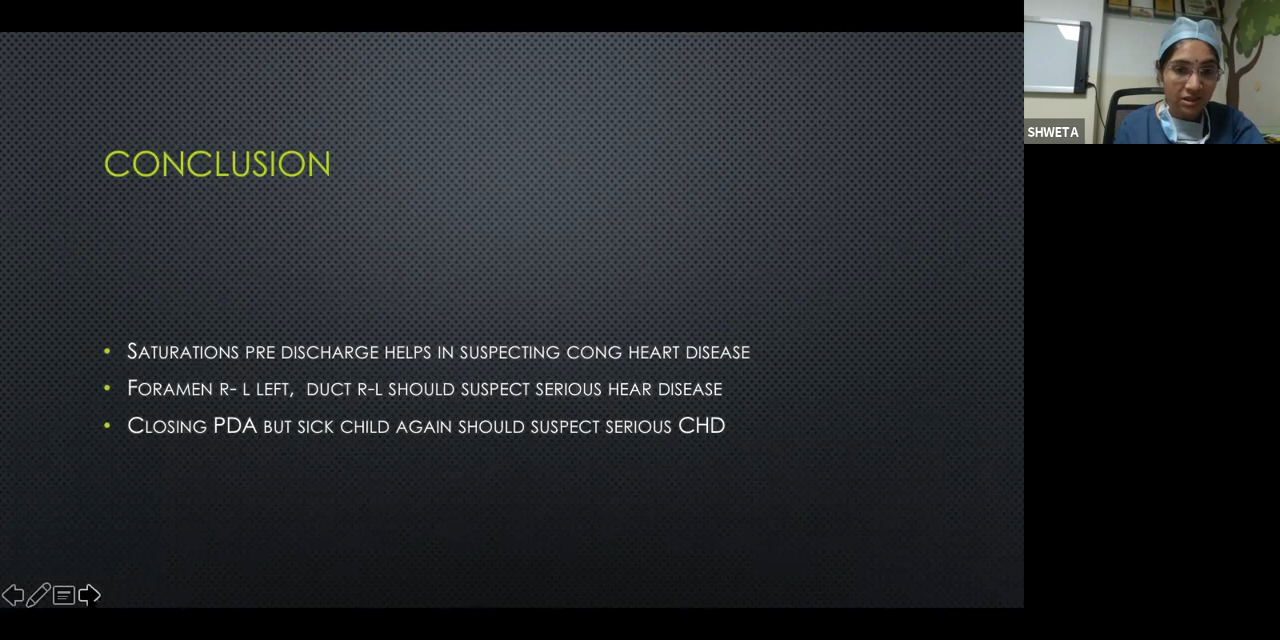 CONCLUSION
• SATURATIONS PRE DISCHARGE HELPS IN SUSPECTING CONG HEART DISEASE
• FORAMEN R- L LEFT, DUCT R-L SHOULD SUSPECT SERIOUS HEAR DISEASE
• CLOSING PDA BUT SICK CHILD AGAIN SHOULD SUSPECT SERIOUS CHD
SHWETA